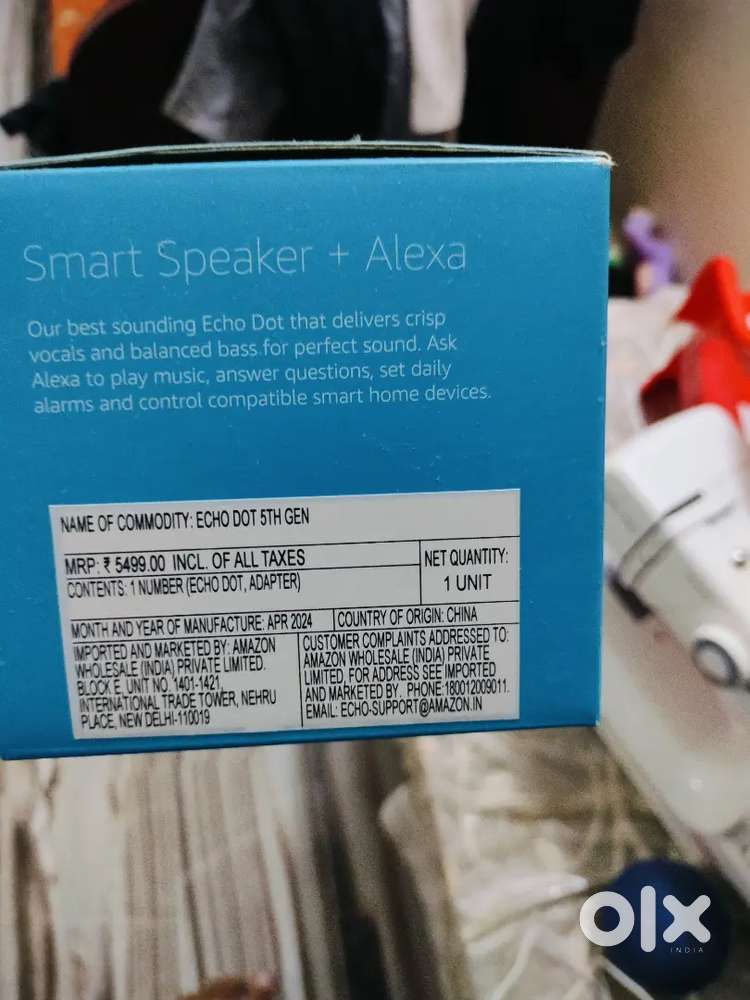 Smart Speaker + Alexa
Our best sounding Echo Dot that delivers crisp
vocals and balanced bass for perfect sound. Ask
Alexa to play music, answer questions, set daily
alarms and control compatible smart home devices.
NAME OF COMMODITY: ECHO DOT 5TH GEN
MRP: ₹ 5499.00 INCL. OF ALL TAXES
CONTENTS: 1 NUMBER (ECHO DOT, ADAPTER)
NET QUANTITY:
1 UNIT
MONTH AND YEAR OF MANUFACTURE: APR 2024
COUNTRY OF ORIGIN: CHINA
IMPORTED AND MARKETED BY: AMAZON
WHOLESALE (INDIA) PRIVATE LIMITED.
BLOCK E, UNIT NO. 1401-1421,
INTERNATIONAL TRADE TOWER, NEHRU
PLACE, NEW DELHI-110019
CUSTOMER COMPLAINTS ADDRESSED TO:
AMAZON WHOLESALE (INDIA) PRIVATE
LIMITED, FOR ADDRESS SEE IMPORTED
AND MARKETED BY. PHONE:180012009011.
EMAIL: ECHO-SUPPORT@AMAZON.IN
olx
INDIA